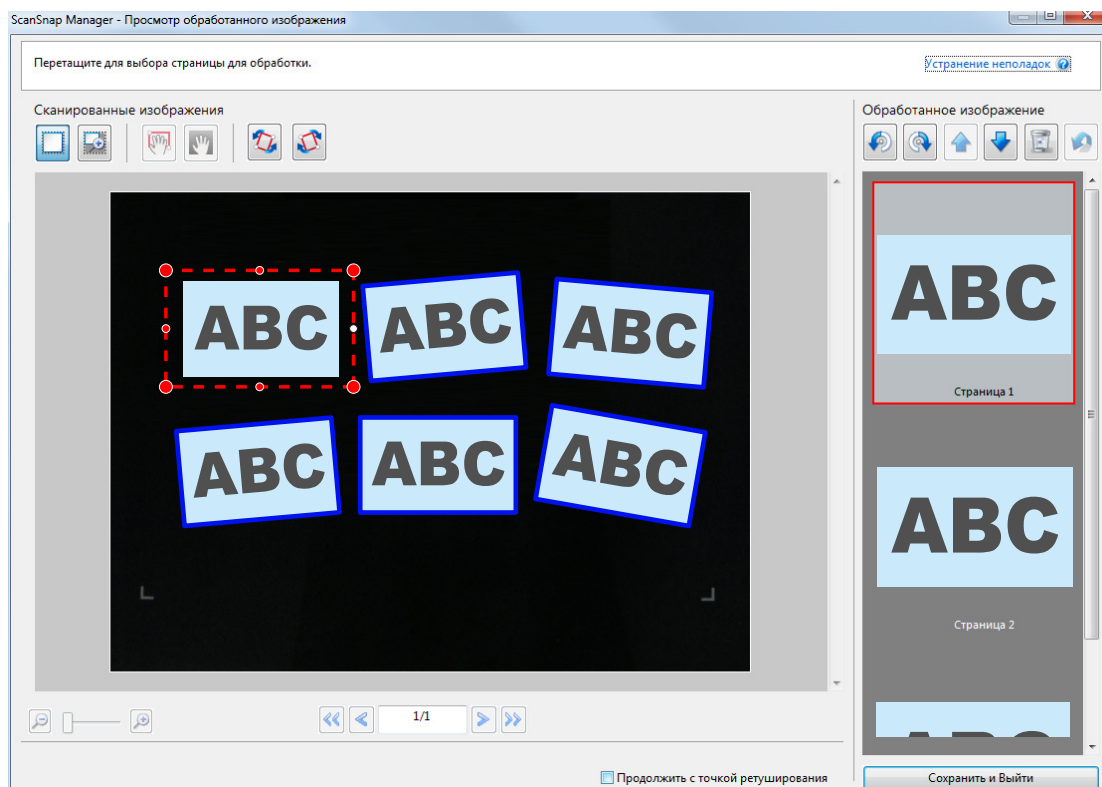 ScanSnap Manager - Просмотр обработанного изображения
Перетащите для выбора страницы для обработки.
Устранение неполадок
Сканированные изображения
Обработанное изображение
ABC
ABC
ABC
ABC
ABC
ABC
ABC
Страница 1
ABC
Страница 2
1/1
Продолжить с точкой ретуширования
Сохранить и Выйти